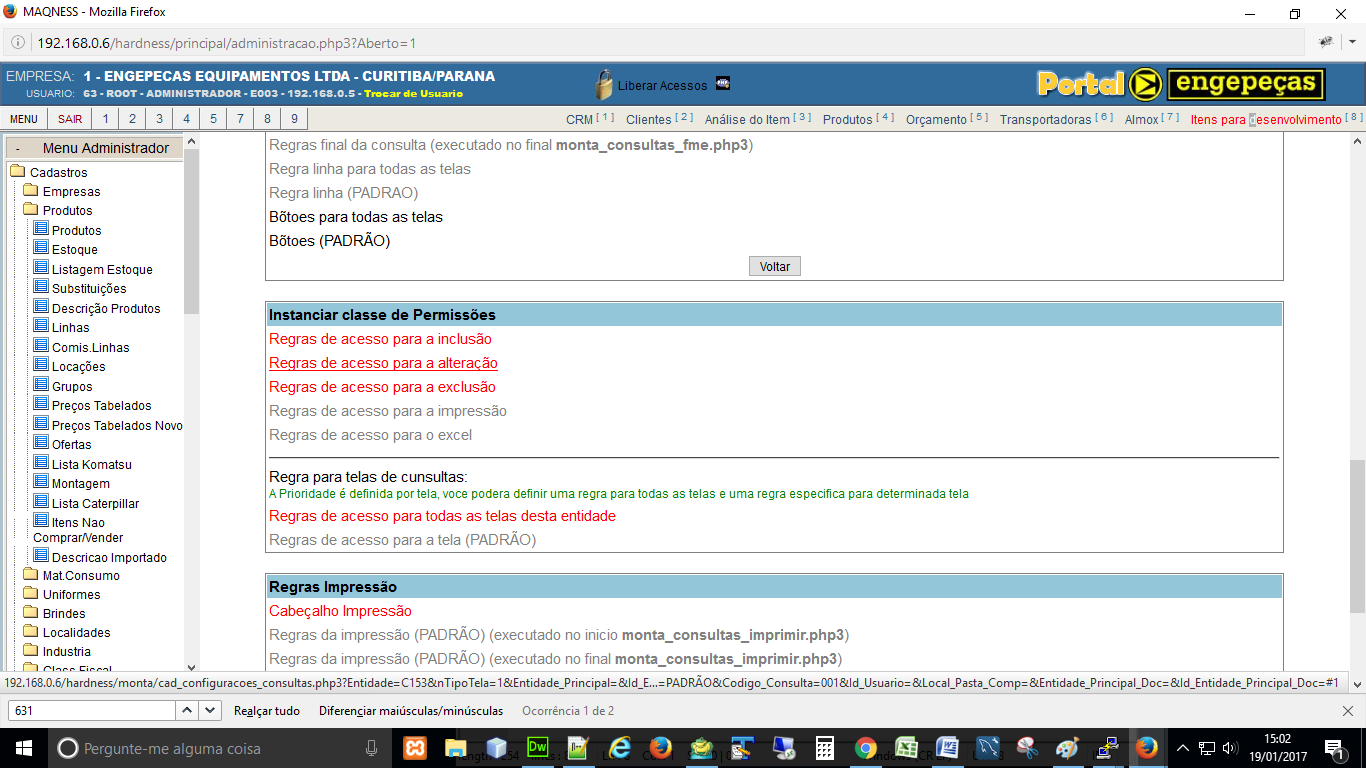 MAQNESS - Mozilla Firefox
192.168.0.6/hardness/principal/administracao.php3?Aberto=1
EMPRESA: 1 - ENGEPEÇAS EQUIPAMENTOS LTDA - CURITIBA/PARANA
USUARIO: 63 - ROOT - ADMINISTRADOR - E003 - 192.168.0.5 - Trocar de Usuario
Liberar Acessos
Portal engepeças
MENU SAIR 1 2 3 4 5 7 8 9
CRM [ 1 ] Clientes [ 2 ] Análise do Item [ 3 ] Produtos [ 4 ] Orçamento [ 5 ] Transportadoras [ 6 ] Almox [ 7 ] Itens para desenvolvimento [ 8 ]
- Menu Administrador
Cadastros
Empresas
Produtos
Produtos
Estoque
Listagem Estoque
Substituições
Descrição Produtos
Linhas
Comis.Linhas
Locações
Grupos
Preços Tabelados
Preços Tabelados Novo
Ofertas
Lista Komatsu
Montagem
Lista Caterpillar
Itens Nao
Comprar/Vender
Descricao Importado
Mat.Consumo
Uniformes
Brindes
Localidades
Industria
Class Fiscal
Regras final da consulta (executado no final monta_consultas_fme.php3)
Regra linha para todas as telas
Regra linha (PADRAO)
Bõtoes para todas as telas
Bõtoes (PADRÃO)
Voltar
Instanciar classe de Permissões
Regras de acesso para a inclusão
Regras de acesso para a alteração
Regras de acesso para a exclusão
Regras de acesso para a impressão
Regras de acesso para o excel
Regra para telas de cunsultas:
A Prioridade é definida por tela, voce podera definir uma regra para todas as telas e uma regra especifica para determinada tela
Regras de acesso para todas as telas desta entidade
Regras de acesso para a tela (PADRÃO)
Regras Impressão
Cabeçalho Impressão
Regras da impressão (PADRÃO) (executado no inicio monta_consultas_imprimir.php3)
Regras da impressão (PADRÃO) (executado no final monta_consultas_imprimir.php3)
192.168.0.6/hardness/monta/cad_configuracoes_consultas.php3?Entidade=C153&nTipoTela=1&Entidade_Principal=&Id_E...=PADRÃO&Codigo_Consulta=001&Id_Usuario=&Local_Pasta_Comp=&Entidade_Principal_Doc=&Id_Entidade_Principal_Doc=#1
631 Realçar tudo Diferenciar maiúsculas/minúsculas Ocorrência 1 de 2
Pergunte-me alguma coisa
Dw
15:02
19/01/2017
1